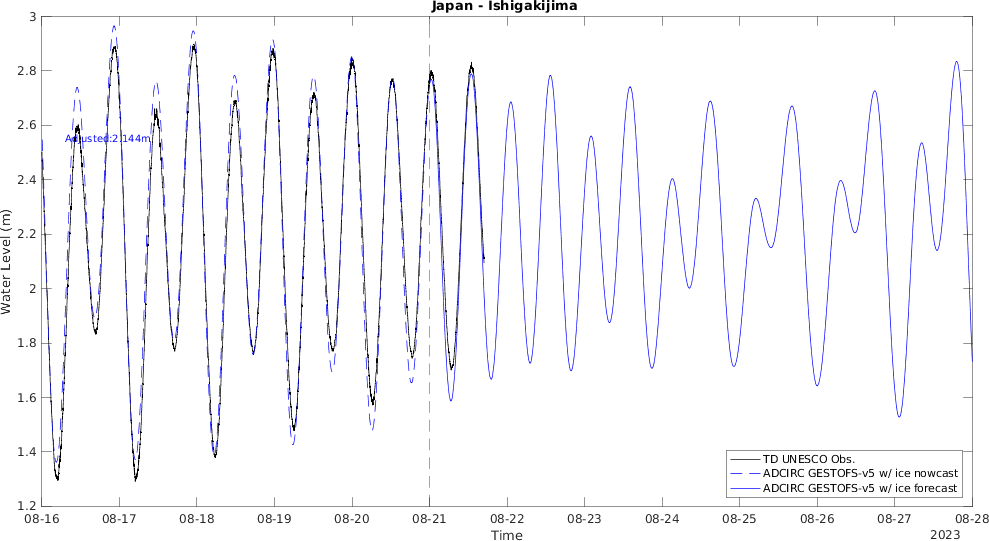 Japan - Ishigakijima
3
2.8
2.6
2.4
2.2
2
1.8
1.6
1.4
1.2
Water Level (m)
Adjusted:2.144m
TD UNESCO Obs.
ADCIRC GESTOFS-v5 w/ ice nowcast
ADCIRC GESTOFS-v5 w/ ice forecast
08-16 08-17 08-18 08-19 08-20 08-21 08-22 08-23 08-24 08-25 08-26 08-27 08-28
Time
2023